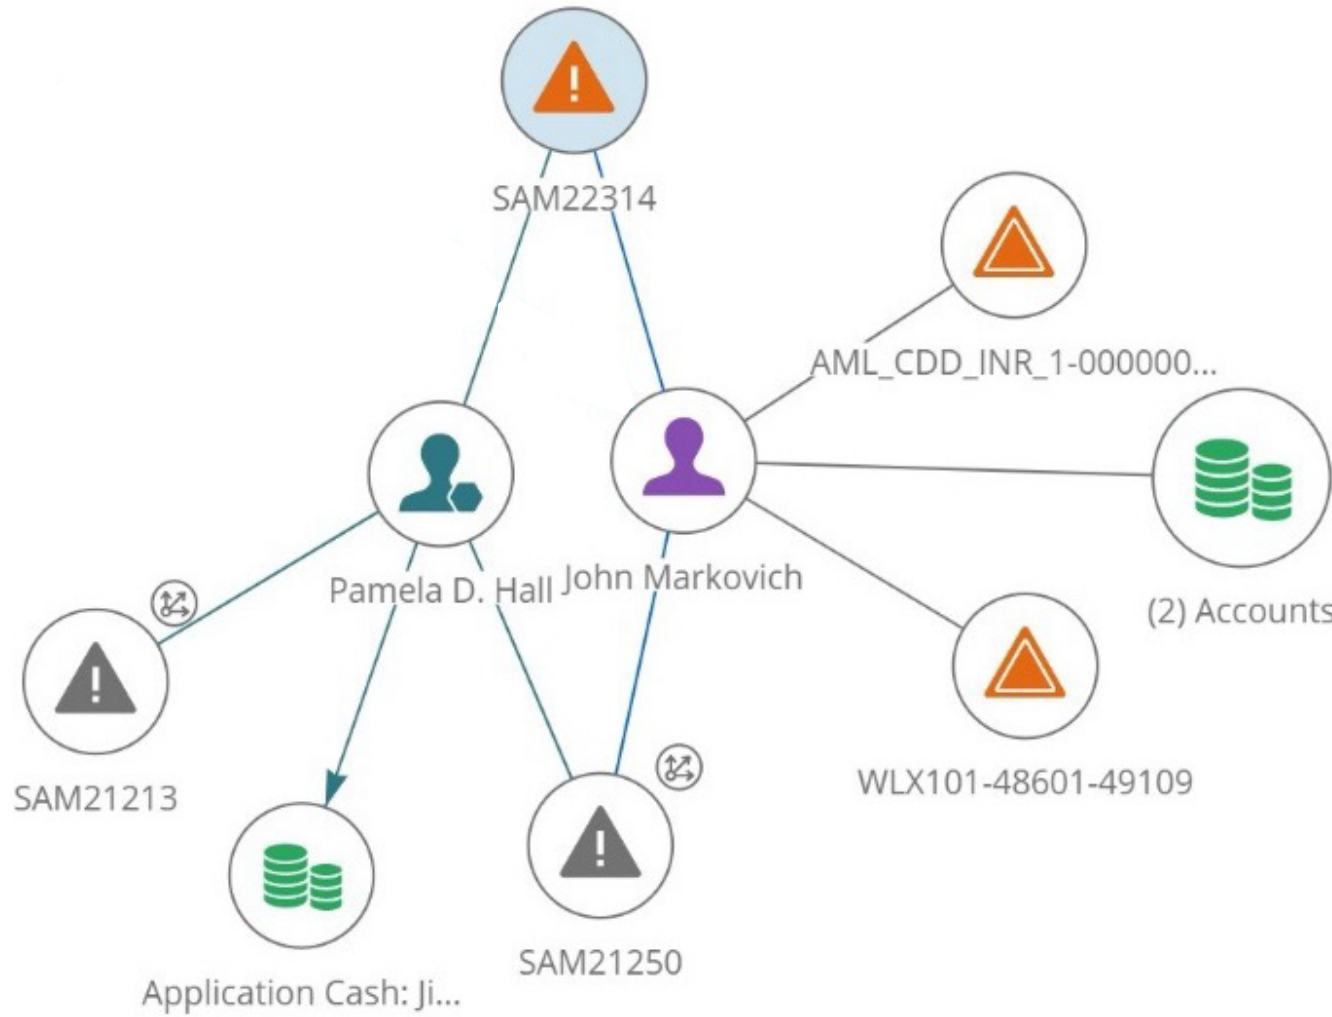 SAM22314
AML_CDD_INR_1-000000...
Pamela D. Hall
John Markovich
(2) Accounts
SAM21213
WLX101-48601-49109
SAM21250
Application Cash: Ji...